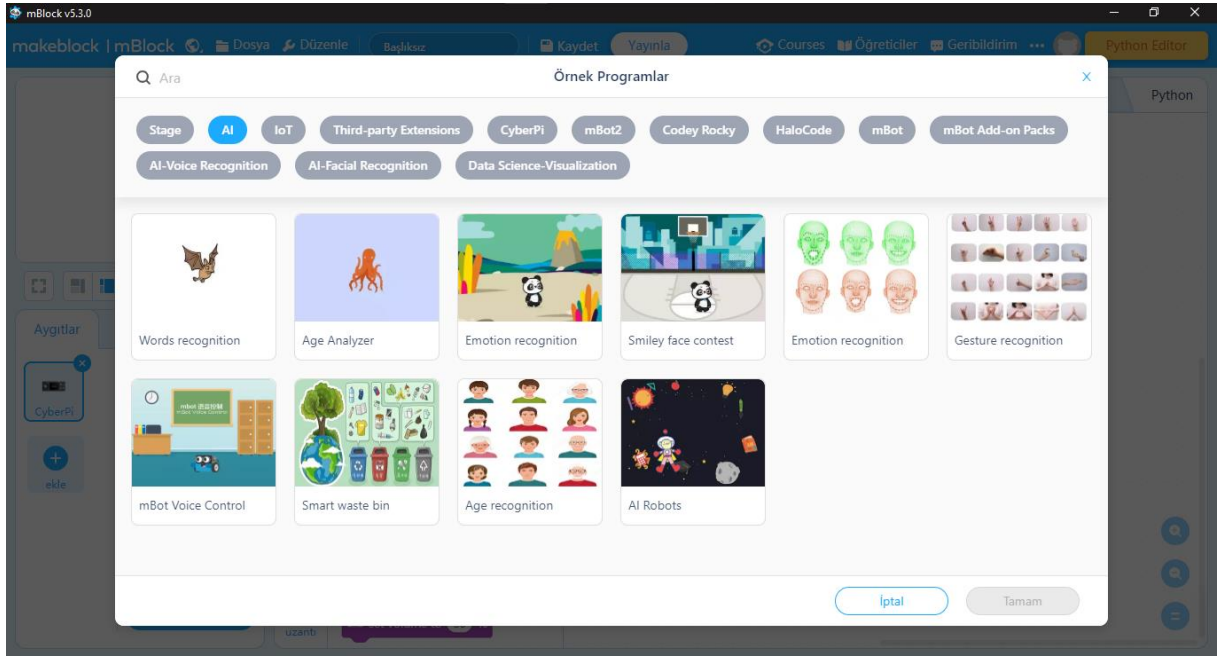 mBlock v5.3.0
makeblock | mBlock Dosya Düzenle Başlıksız Kaydet Yayınla Courses Öğreticiler Geribildirim Python Editor
Ara
Örnek Programlar
X
Python
Stage AI IoT Third-party Extensions CyberPi mBot2 Codey Rocky HaloCode mBot mBot Add-on Packs
AI-Voice Recognition AI-Facial Recognition Data Science-Visualization
Aygıtlar
CyberPi
ekle
Words recognition Age Analyzer Emotion recognition Smiley face contest Emotion recognition Gesture recognition
mBot Voice Control Smart waste bin Age recognition AI Robots
İptal Tamam
uzantı